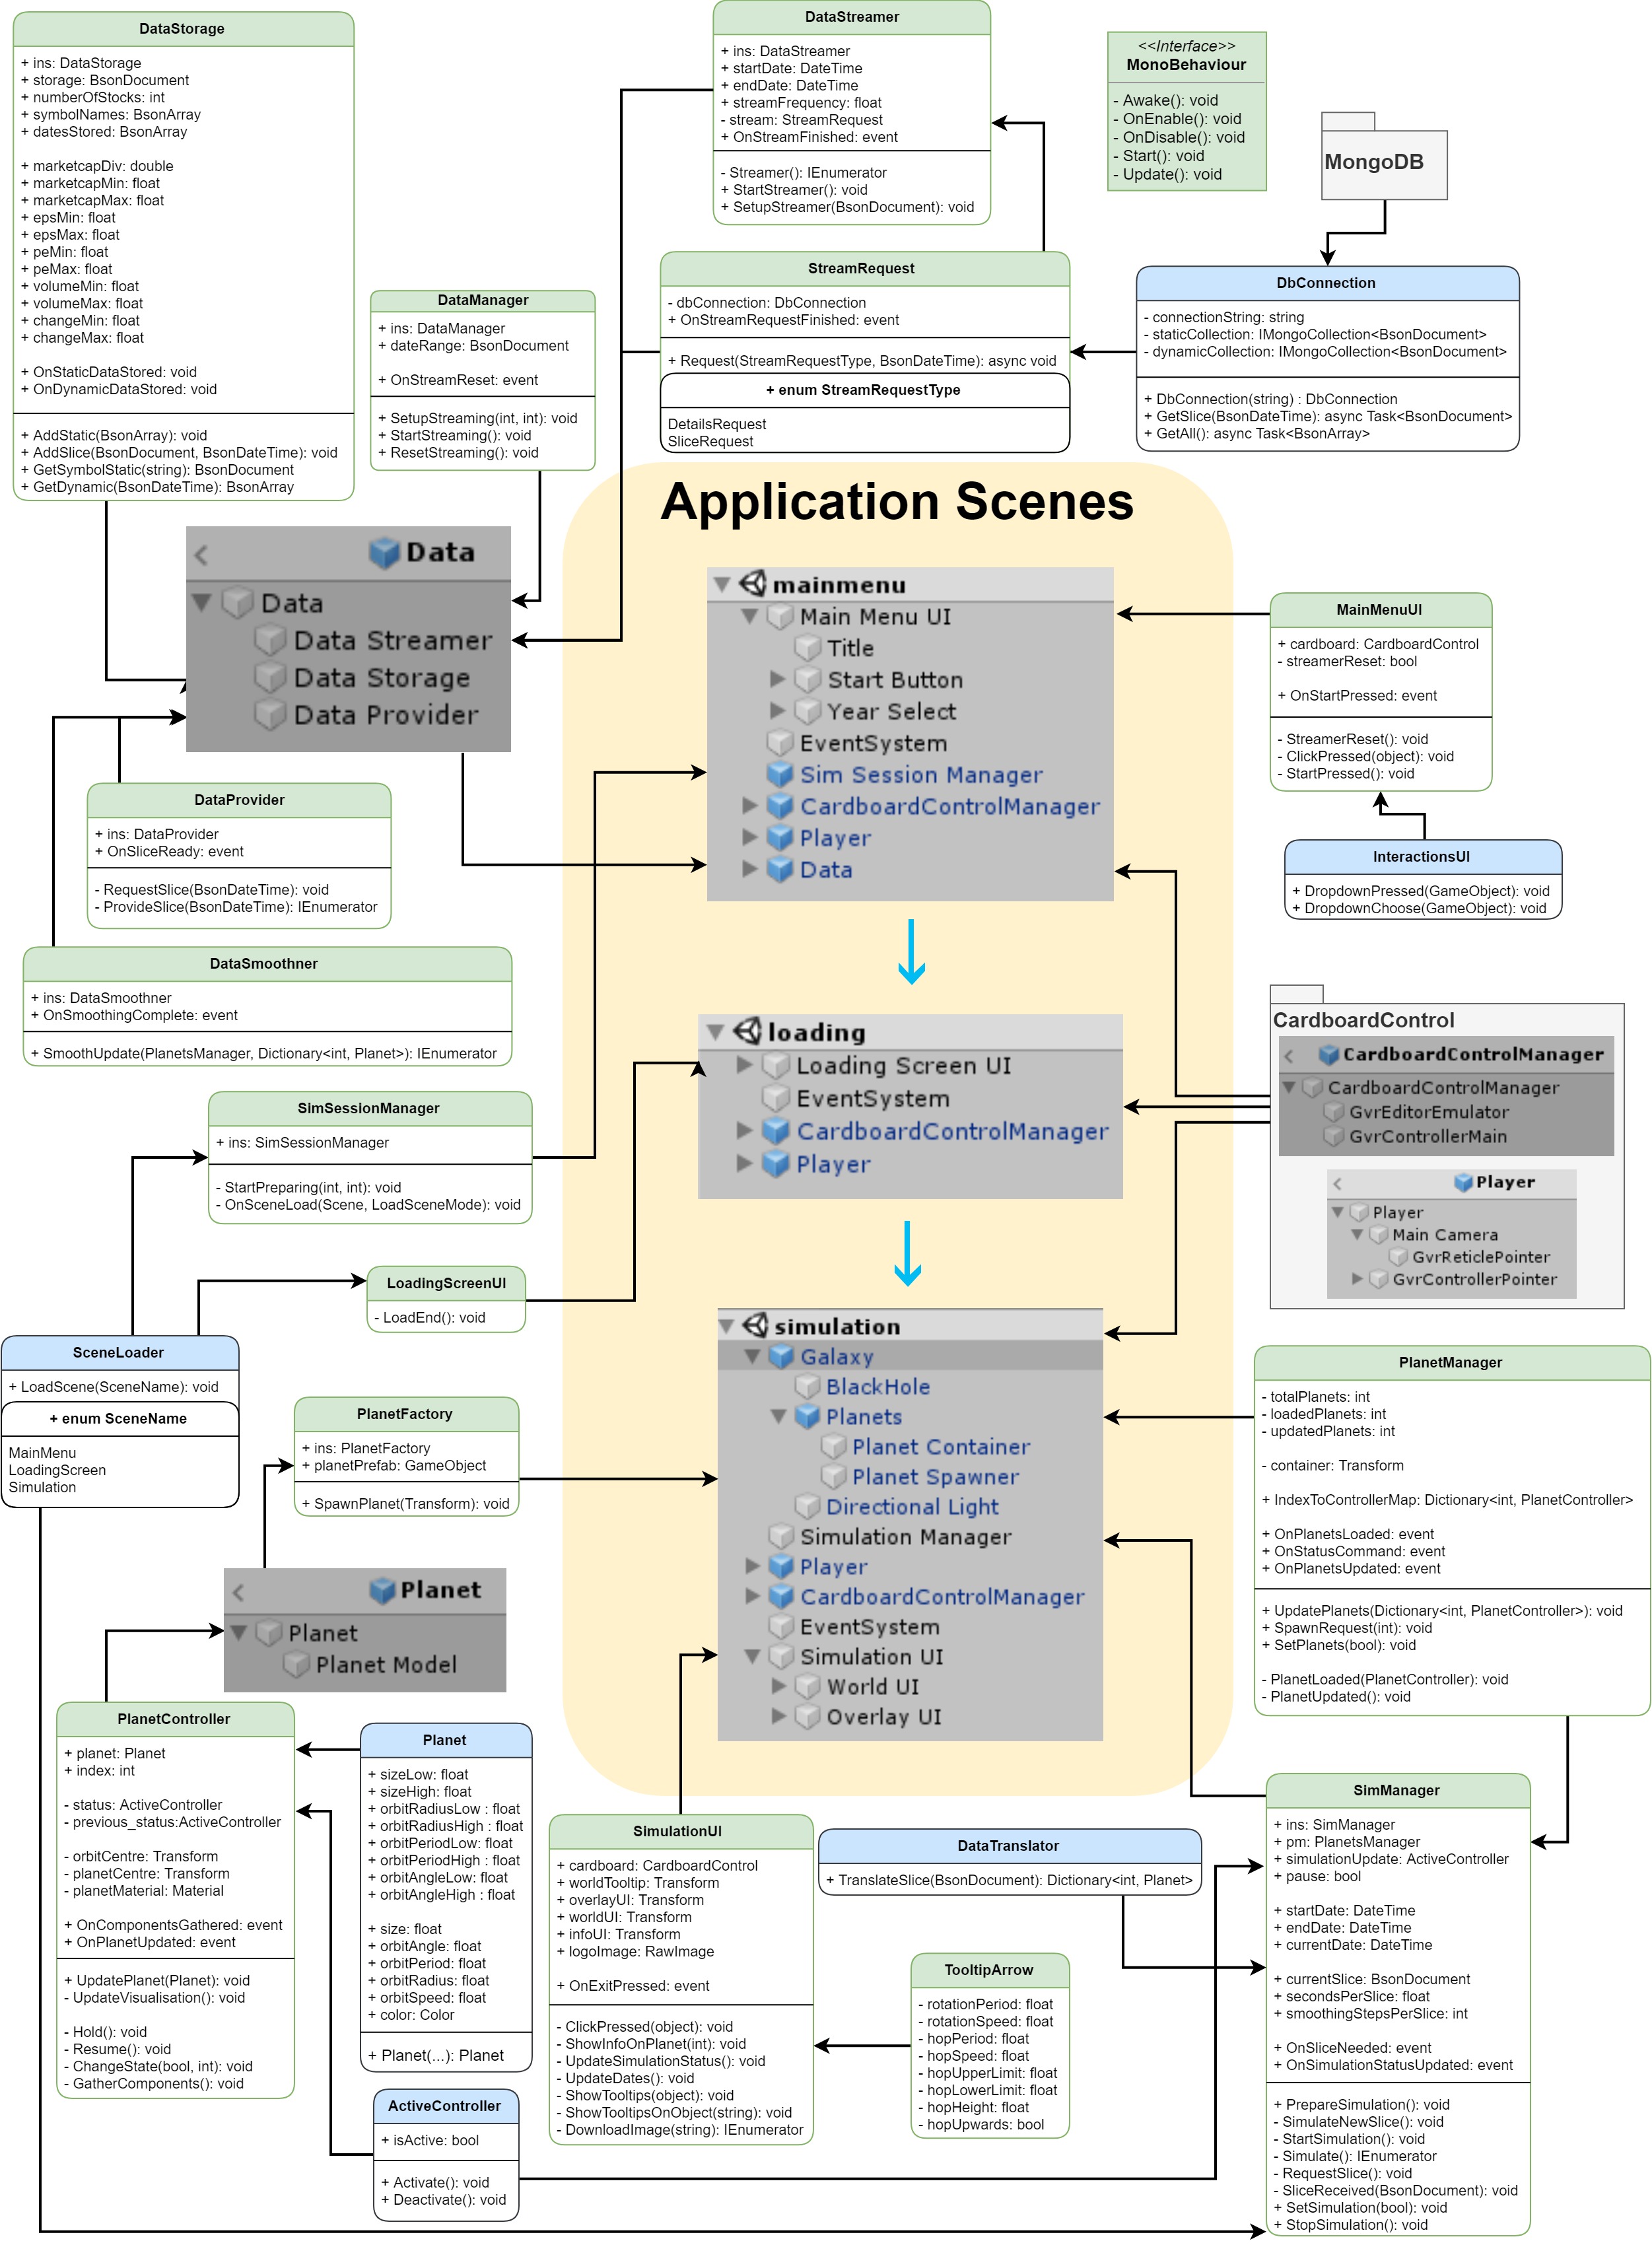 DataStorage
+ ins: DataStorage
+ storage: BsonDocument
+ numberOfStocks: int
+ symbolNames: BsonArray
+ datesStored: BsonArray
+ marketcapDiv: double
+ marketcapMin: float
+ marketcapMax: float
+ epsMin: float
+ epsMax: float
+ peMin: float
+ peMax: float
+ volumeMin: float
+ volumeMax: float
+ changeMin: float
+ changeMax: float
+ OnStaticDataStored: void
+ OnDynamicDataStored: void
+ AddStatic(BsonArray): void
+ AddSlice(BsonDocument, BsonDateTime): void
+ GetSymbolStatic(string): BsonDocument
+ GetDynamic(BsonDateTime): BsonArray
DataStreamer
+ ins: DataStreamer
+ startDate: DateTime
+ endDate: DateTime
+ streamFrequency: float
- stream: StreamRequest
+ OnStreamFinished: event
- Streamer(): IEnumerator
+ StartStreamer(): void
+ SetupStreamer(BsonDocument): void
<<Interface>>
MonoBehaviour
- Awake(): void
- OnEnable(): void
- OnDisable(): void
- Start(): void
- Update(): void
MongoDB
DataManager
+ ins: DataManager
+ dateRange: BsonDocument
+ OnStreamReset: event
+ SetupStreaming(int, int): void
+ StartStreaming(): void
+ ResetStreaming(): void
StreamRequest
- dbConnection: DbConnection
+ OnStreamRequestFinished: event
+ Request(StreamRequestType, BsonDateTime): async void
+ enum StreamRequestType
DetailsRequest
SliceRequest
DbConnection
- connectionString: string
- staticCollection: IMongoCollection<BsonDocument>
- dynamicCollection: IMongoCollection<BsonDocument>
+ DbConnection(string) : DbConnection
+ GetSlice(BsonDateTime): async Task<BsonDocument>
+ GetAll(): async Task<BsonArray>
Application Scenes
Data
Data
Data Streamer
Data Storage
Data Provider
mainmenu
Main Menu UI
Title
Start Button
Year Select
EventSystem
Sim Session Manager
CardboardControlManager
Player
Data
MainMenuUI
+ cardboard: CardboardControl
- streamerReset: bool
+ OnStartPressed: event
- StreamerReset(): void
- ClickPressed(object): void
- StartPressed(): void
InteractionsUI
+ DropdownPressed(GameObject): void
+ DropdownChoose(GameObject): void
DataProvider
+ ins: DataProvider
+ OnSliceReady: event
- RequestSlice(BsonDateTime): void
- ProvideSlice(BsonDateTime): IEnumerator
DataSmoothner
+ ins: DataSmoothner
+ OnSmoothingComplete: event
+ SmoothUpdate(PlanetsManager, Dictionary<int, Planet>): IEnumerator
loading
Loading Screen UI
EventSystem
CardboardControlManager
Player
CardboardControl
CardboardControlManager
CardboardControlManager
GvrEditorEmulator
GvrControllerMain
Player
Player
Main Camera
GvrReticlePointer
GvrControllerPointer
SimSessionManager
+ ins: SimSessionManager
- StartPreparing(int, int): void
- OnSceneLoad(Scene, LoadSceneMode): void
LoadingScreenUI
- LoadEnd(): void
SceneLoader
+ LoadScene(SceneName): void
+ enum SceneName
MainMenu
LoadingScreen
Simulation
PlanetFactory
+ ins: PlanetFactory
+ planetPrefab: GameObject
+ SpawnPlanet(Transform): void
simulation
Galaxy
BlackHole
Planets
Planet Container
Planet Spawner
Directional Light
Simulation Manager
Player
CardboardControlManager
EventSystem
Simulation UI
World UI
Overlay UI
PlanetManager
- totalPlanets: int
- loadedPlanets: int
- updatedPlanets: int
- container: Transform
+ IndexToControllerMap: Dictionary<int, PlanetController>
+ OnPlanetsLoaded: event
+ OnStatusCommand: event
+ OnPlanetsUpdated: event
+ UpdatePlanets(Dictionary<int, PlanetController>): void
+ SpawnRequest(int): void
+ SetPlanets(bool): void
- PlanetLoaded(PlanetController): void
- PlanetUpdated(): void
Planet
Planet
Planet Model
PlanetController
+ planet: Planet
+ index: int
- status: ActiveController
- previous_status:ActiveController
- orbitCentre: Transform
- planetCentre: Transform
- planetMaterial: Material
+ OnComponentsGathered: event
+ OnPlanetUpdated: event
+ UpdatePlanet(Planet): void
- UpdateVisualisation(): void
- Hold(): void
- Resume(): void
- ChangeState(bool, int): void
- GatherComponents(): void
Planet
+ sizeLow: float
+ sizeHigh: float
+ orbitRadiusLow : float
+ orbitRadiusHigh : float
+ orbitPeriodLow: float
+ orbitPeriodHigh : float
+ orbitAngleLow: float
+ orbitAngleHigh : float
+ size: float
+ orbitAngle: float
+ orbitPeriod: float
+ orbitRadius: float
+ orbitSpeed: float
+ color: Color
+ Planet(...): Planet
ActiveController
+ isActive: bool
+ Activate(): void
+ Deactivate(): void
SimulationUI
+ cardboard: CardboardControl
+ worldTooltip: Transform
+ overlayUI: Transform
+ worldUI: Transform
+ infoUI: Transform
+ logoImage: RawImage
+ OnExitPressed: event
- ClickPressed(object): void
- ShowInfoOnPlanet(int): void
- UpdateSimulationStatus(): void
- UpdateDates(): void
- ShowTooltips(object): void
- ShowTooltipsOnObject(string): void
- DownloadImage(string): IEnumerator
DataTranslator
+ TranslateSlice(BsonDocument): Dictionary<int, Planet>
TooltipArrow
- rotationPeriod: float
- rotationSpeed: float
- hopPeriod: float
- hopSpeed: float
- hopUpperLimit: float
- hopLowerLimit: float
- hopHeight: float
- hopUpwards: bool
SimManager
+ ins: SimManager
+ pm: PlanetsManager
+ simulationUpdate: ActiveController
+ pause: bool
+ startDate: DateTime
+ endDate: DateTime
+ currentDate: DateTime
+ currentSlice: BsonDocument
+ secondsPerSlice: float
+ smoothingStepsPerSlice: int
+ OnSliceNeeded: event
+ OnSimulationStatusUpdated: event
+ PrepareSimulation(): void
- SimulateNewSlice(): void
- StartSimulation(): void
- Simulate(): IEnumerator
- RequestSlice(): void
- SliceReceived(BsonDocument): void
+ SetSimulation(bool): void
+ StopSimulation(): void